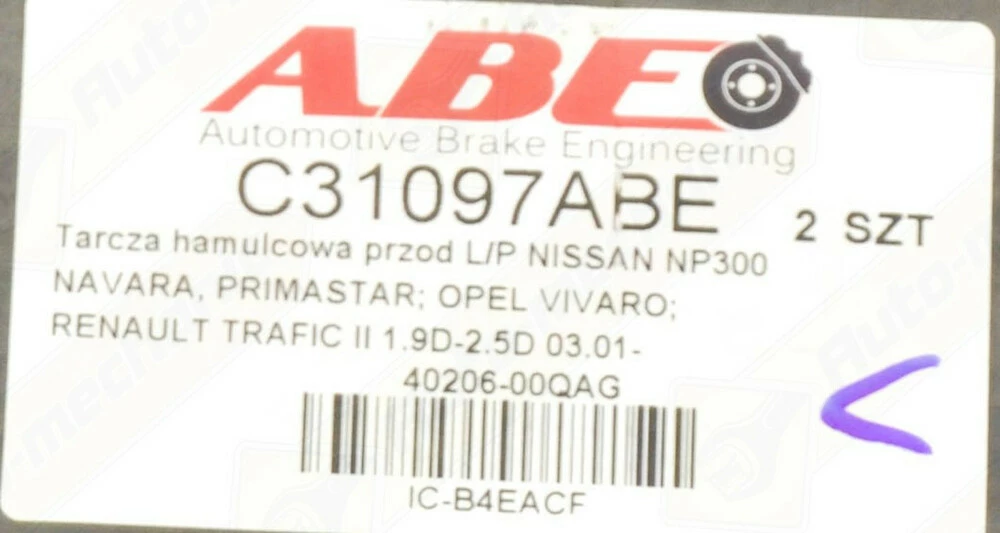 ABE
Automotive Brake Engineering
C31097ABE 2 SZT
Tarcza hamulcowa przod L/P NISSAN NP300
NAVARA, PRIMASTAR; OPEL VIVARO;
RENAULT TRAFIC II 1.9D-2.5D 03.01-
40206-00QAG
IC-B4EACF